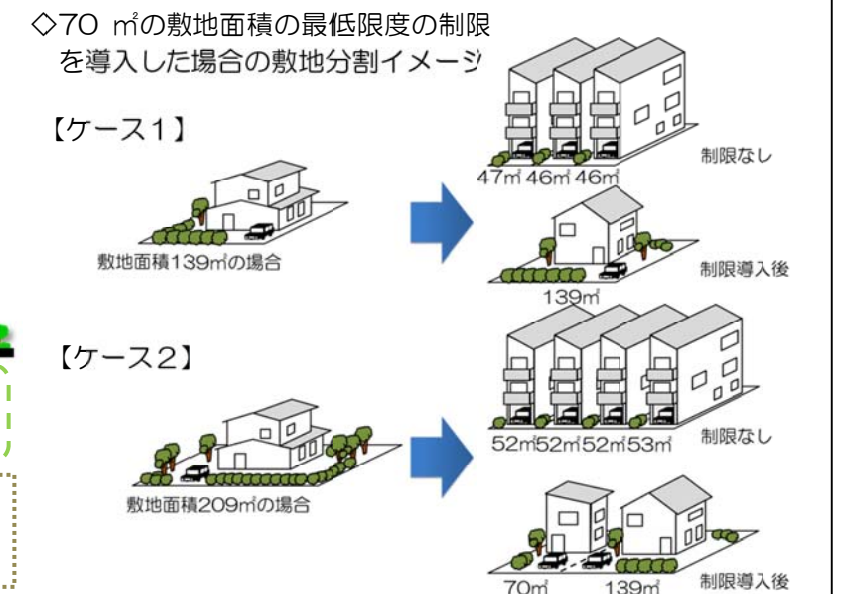 ◇70 ㎡の敷地面積の最低限度の制限
を導入した場合の敷地分割イメージ
【ケース1】
47㎡ 46㎡ 46㎡
制限なし
敷地面積139㎡の場合
制限導入後
139㎡
【ケース2】
52㎡52㎡52㎡53㎡
制限なし
敷地面積209㎡の場合
70㎡ 139㎡
制限導入後